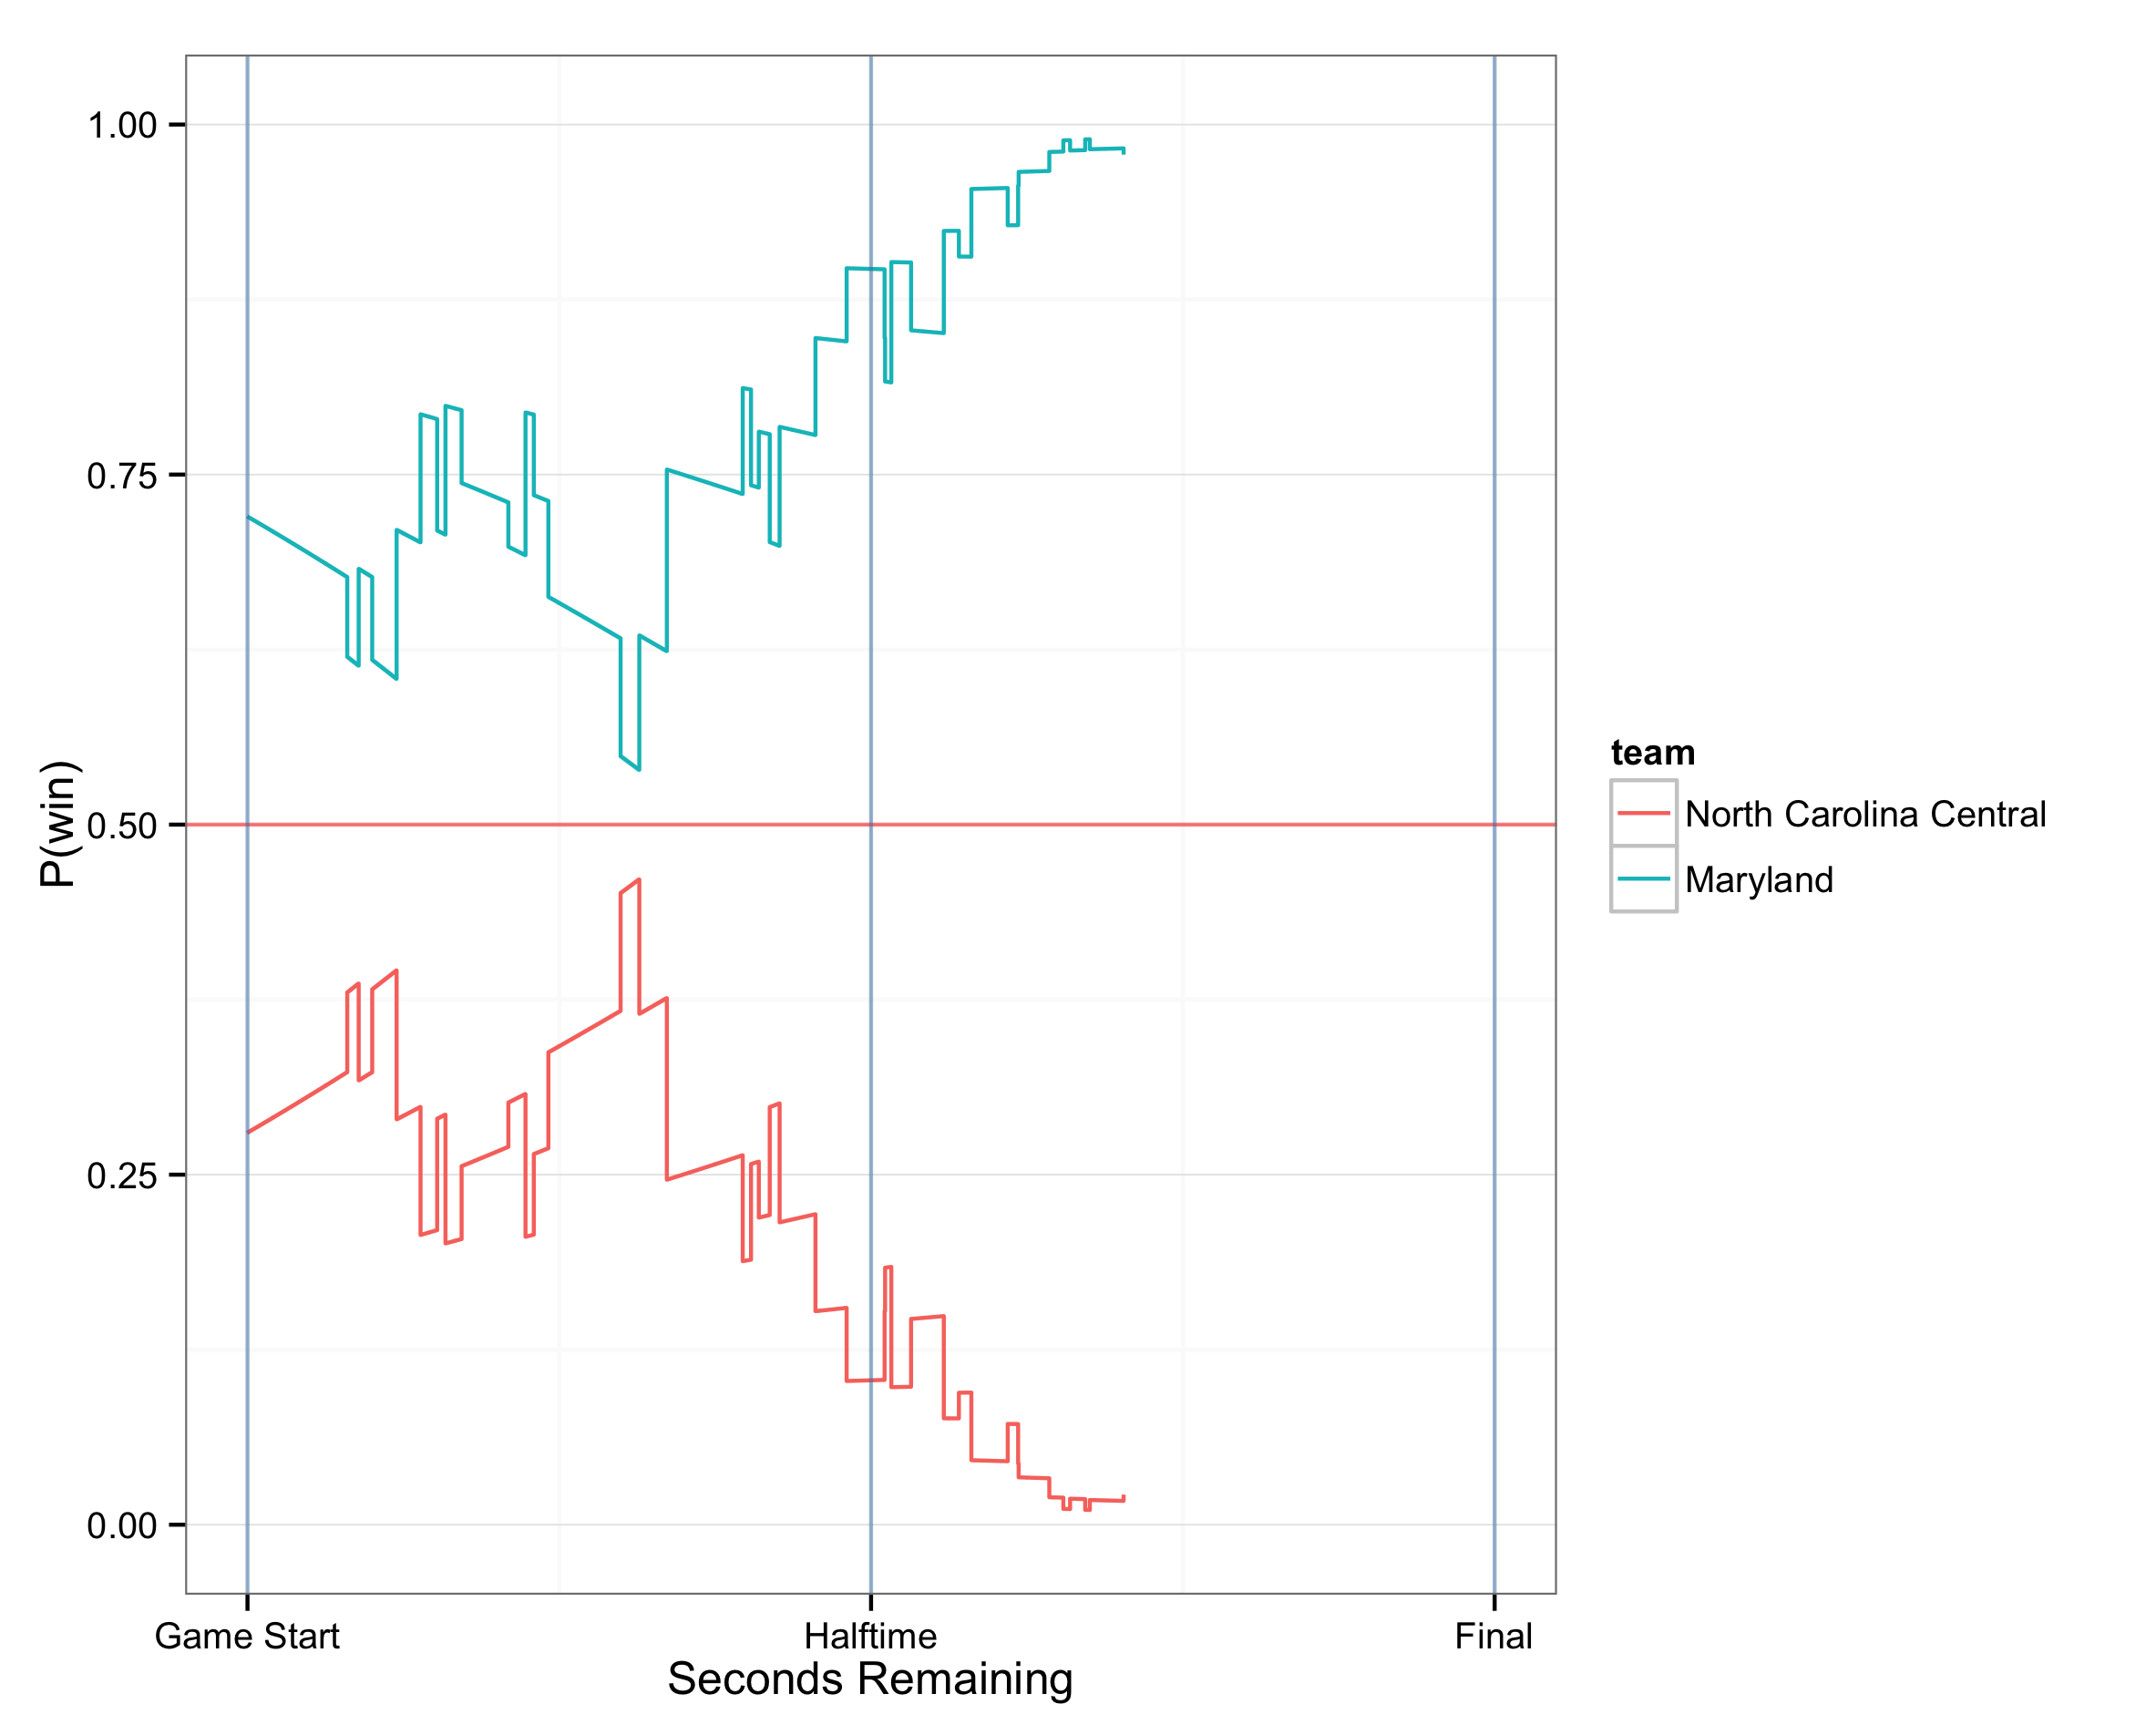 1.00
0.75
0.50
0.25
0.00
P(win)
Game Start
Halftime
Final
Seconds Remaining
team
North Carolina Central
Maryland